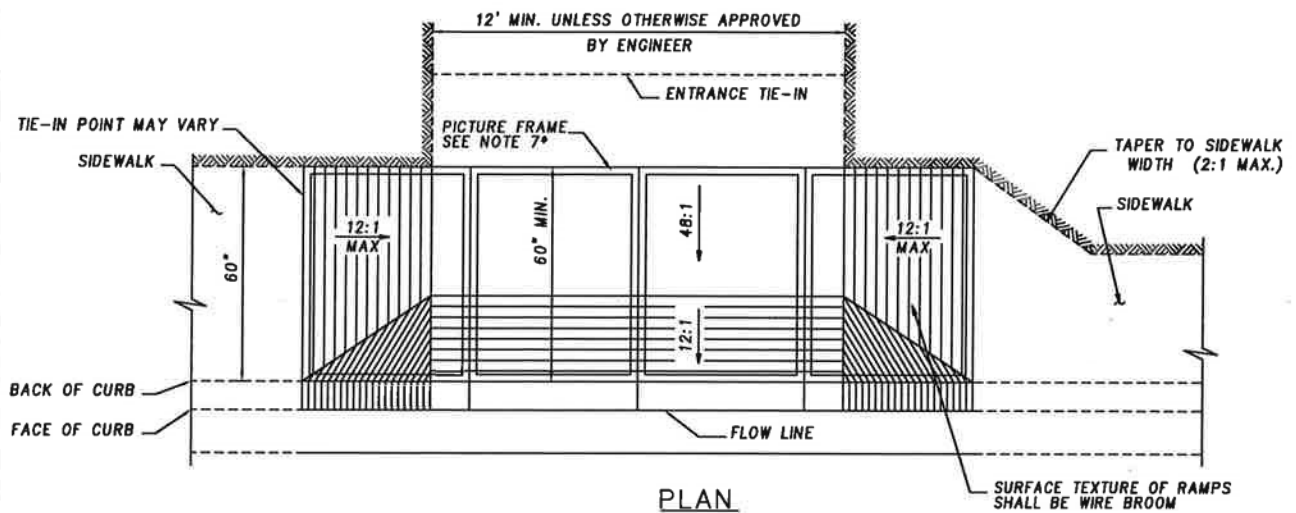 12' MIN. UNLESS OTHERWISE APPROVED
BY ENGINEER
ENTRANCE TIE-IN
TIE-IN POINT MAY VARY
PICTURE FRAME
SEE NOTE 7*
SIDEWALK
TAPER TO SIDEWALK
WIDTH (2:1 MAX.)
SIDEWALK
12:1
MAX
60" MIN.
48:1
12:1
MAX
60"
12:1
BACK OF CURB
FACE OF CURB
FLOW LINE
SURFACE TEXTURE OF RAMPS
SHALL BE WIRE BROOM
PLAN